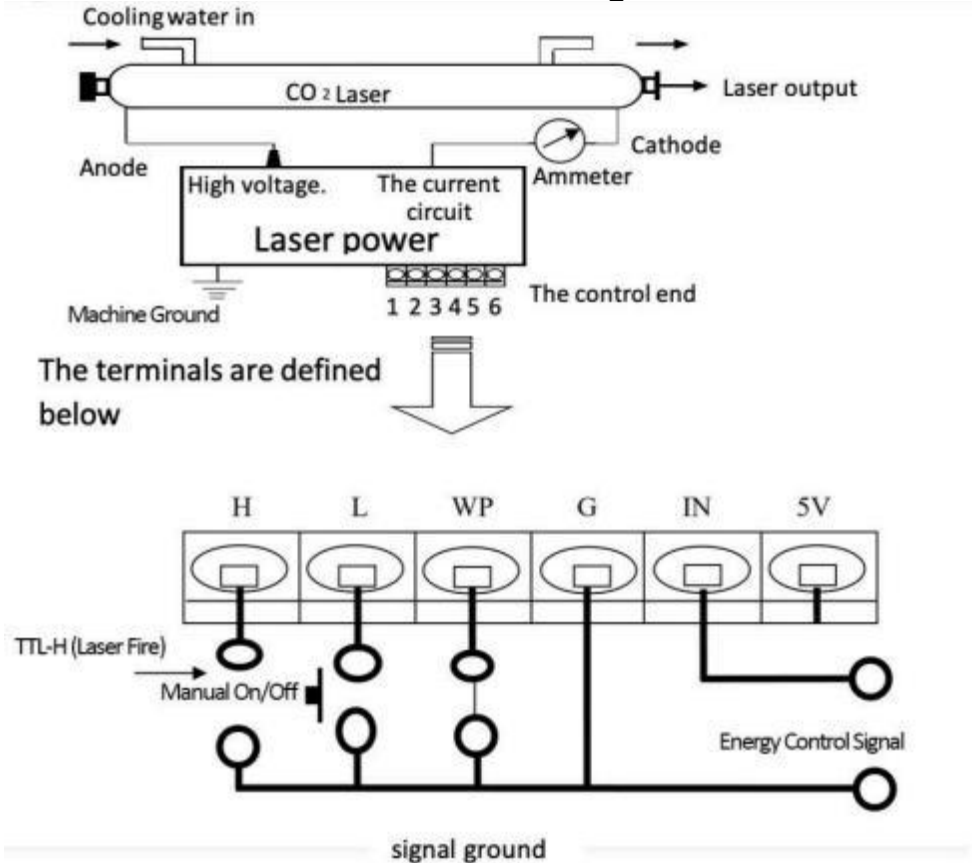 Cooling water in
CO 2 Laser
Laser output
Anode
Cathode
Ammeter
High voltage.
The current
circuit
Laser power
Machine Ground
1 2 3 4 5 6
The control end
The terminals are defined
below
H L WP G IN 5V
TTL-H (Laser Fire)
Manual On/Off
Energy Control Signal
signal ground